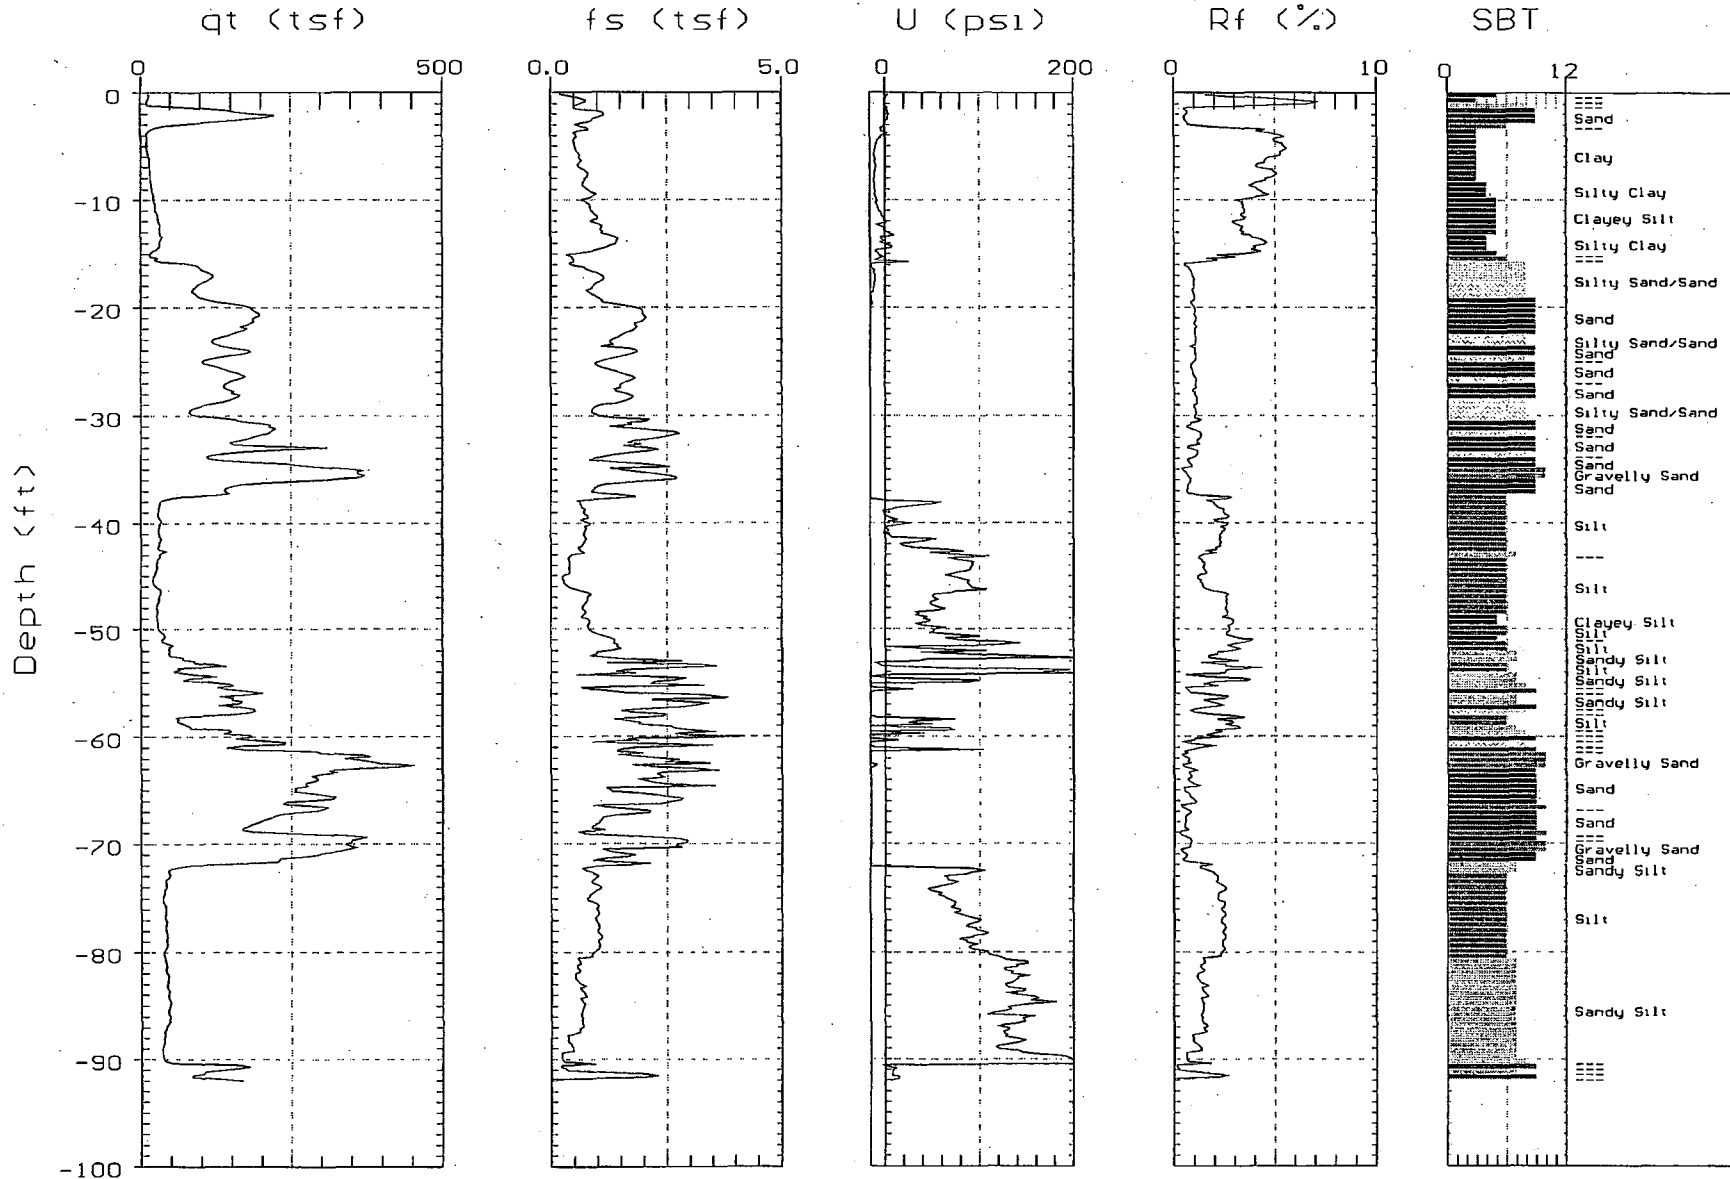 qt (tsf) fs (tsf) U (psi) Rf (%) SBT
0 500 0.0 5.0 0 200 0 10 0 12
Depth (ft)
0
-10
-20
-30
-40
-50
-60
-70
-80
-90
-100
---
---
Sand
---
Clay
Silty Clay
Clayey Silt
Silty Clay
---
Silty Sand/Sand
Sand
Silty Sand/Sand
Sand
---
Sand
---
Sand
Silty Sand/Sand
Sand
---
Sand
---
Sand
Gravelly Sand
Sand
Silt
---
Silt
Clayey Silt
Silt
---
Silt
Sandy Silt
Silt
Sandy Silt
---
Sandy Silt
---
Silt
---
---
---
Gravelly Sand
Sand
---
Sand
---
Gravelly Sand
Sand
Sandy Silt
Silt
Sandy Silt
---
---
---